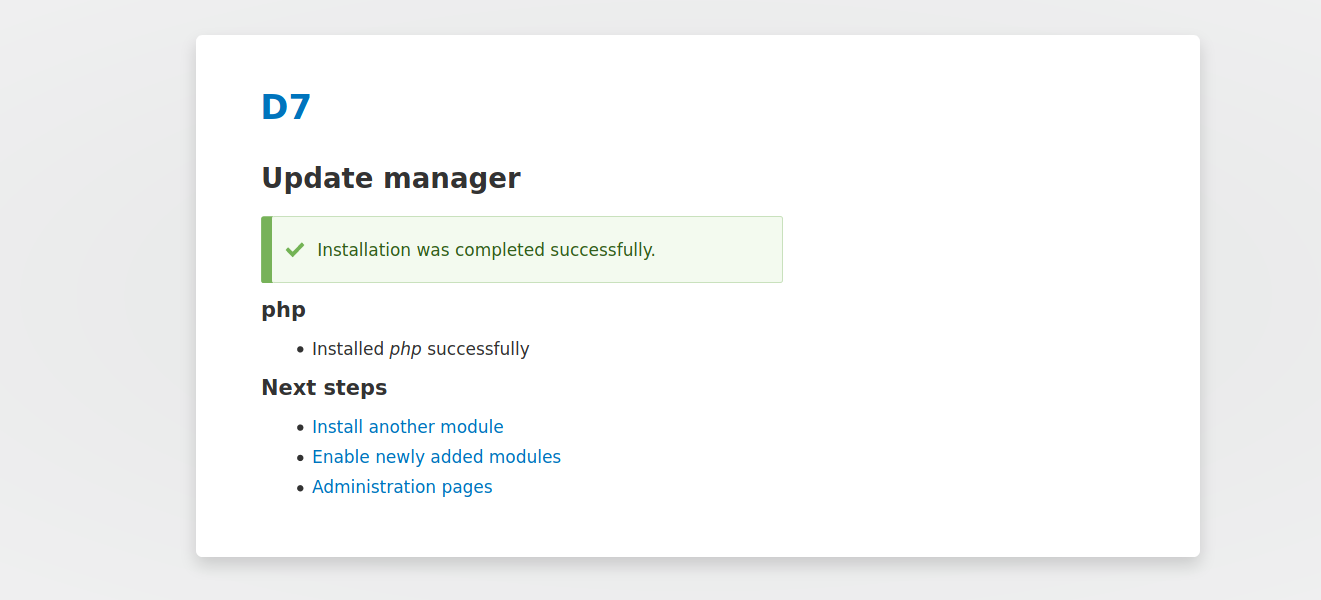 D7
Update manager
Installation was completed successfully.
php
Installed php successfully
Next steps
Install another module
Enable newly added modules
Administration pages